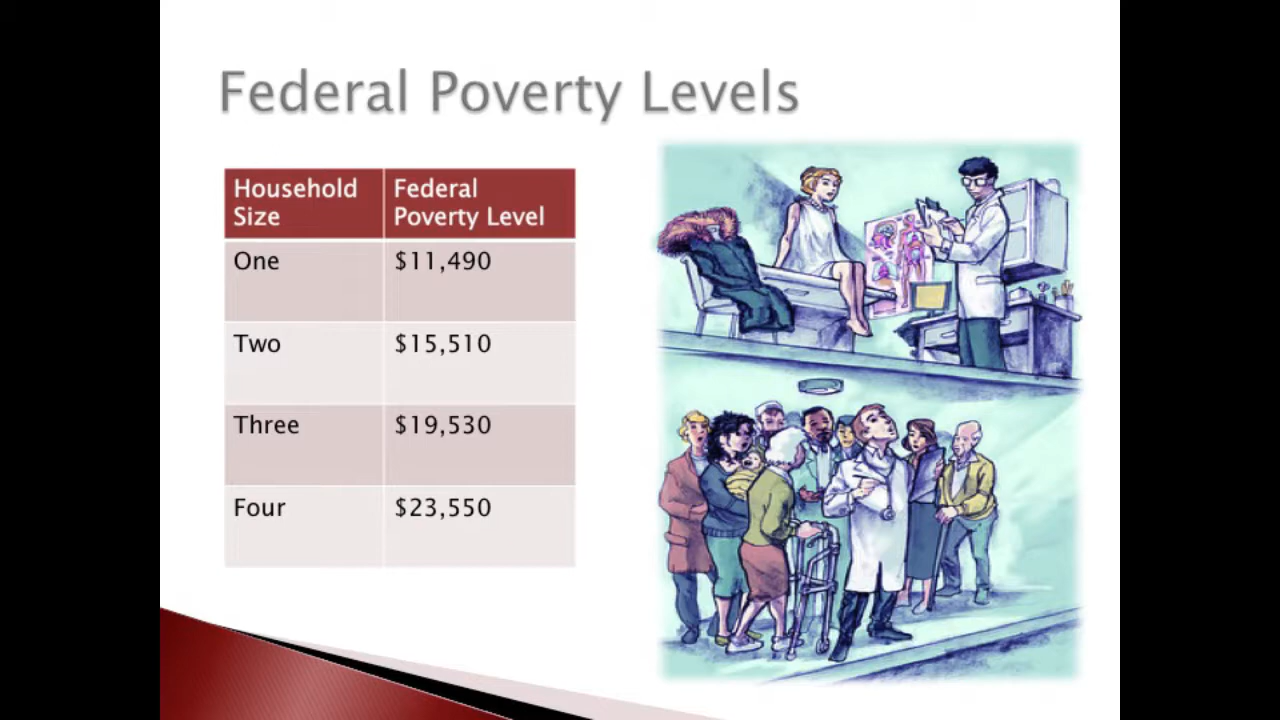 Federal Poverty Levels
Household Size
Federal Poverty Level
One
$11,490
Two
$15,510
Three
$19,530
Four
$23,550